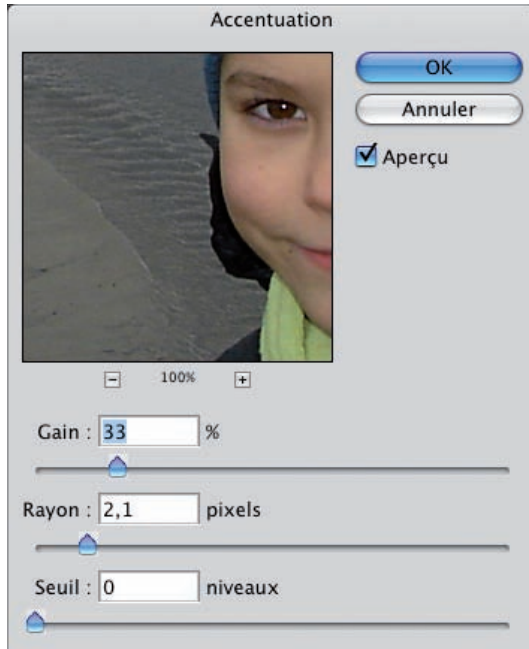 Accentuation
OK
Annuler
Aperçu
100%
Gain : 33 %
Rayon : 2,1 pixels
Seuil : 0 niveaux